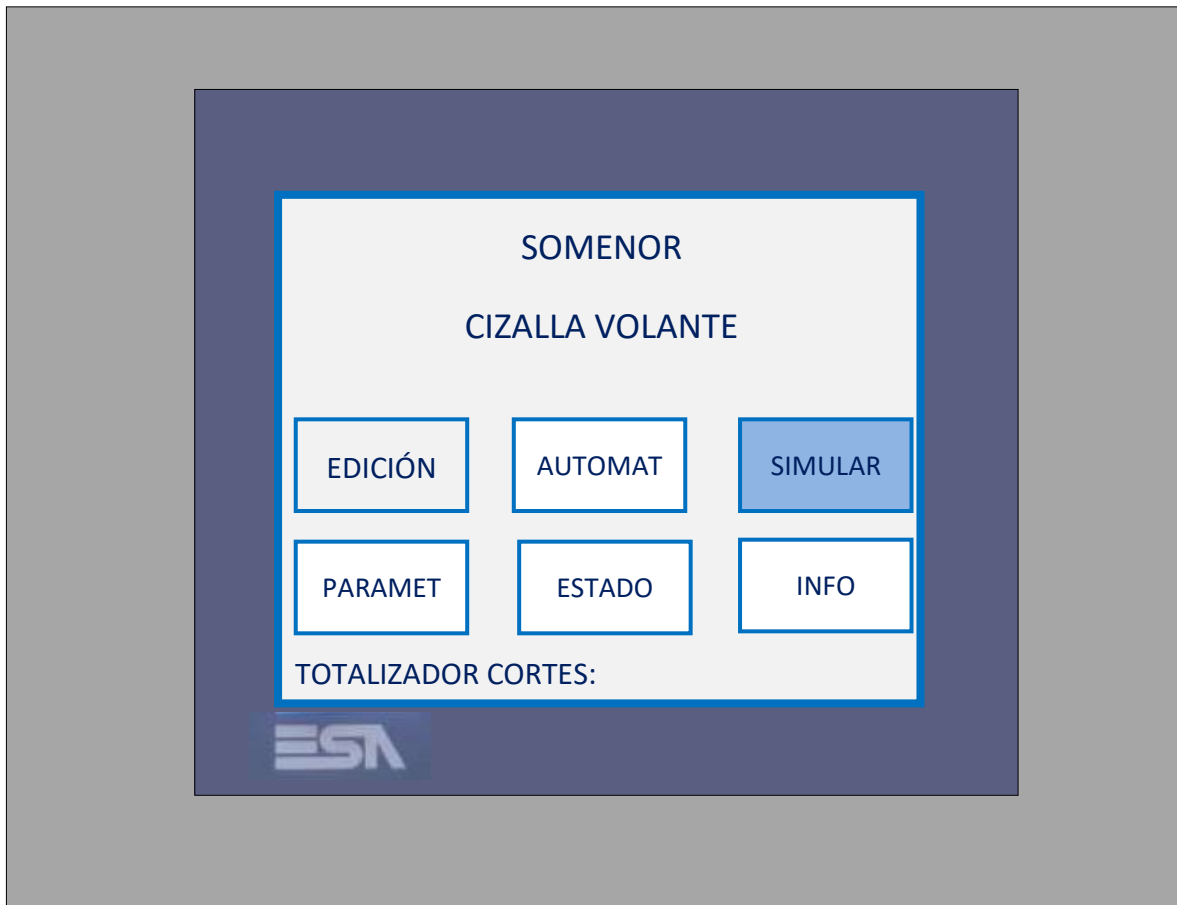 SOMENOR
CIZALLA VOLANTE
EDICIÓN AUTOMAT SIMULAR
PARAMET ESTADO INFO
TOTALIZADOR CORTES:
ESA